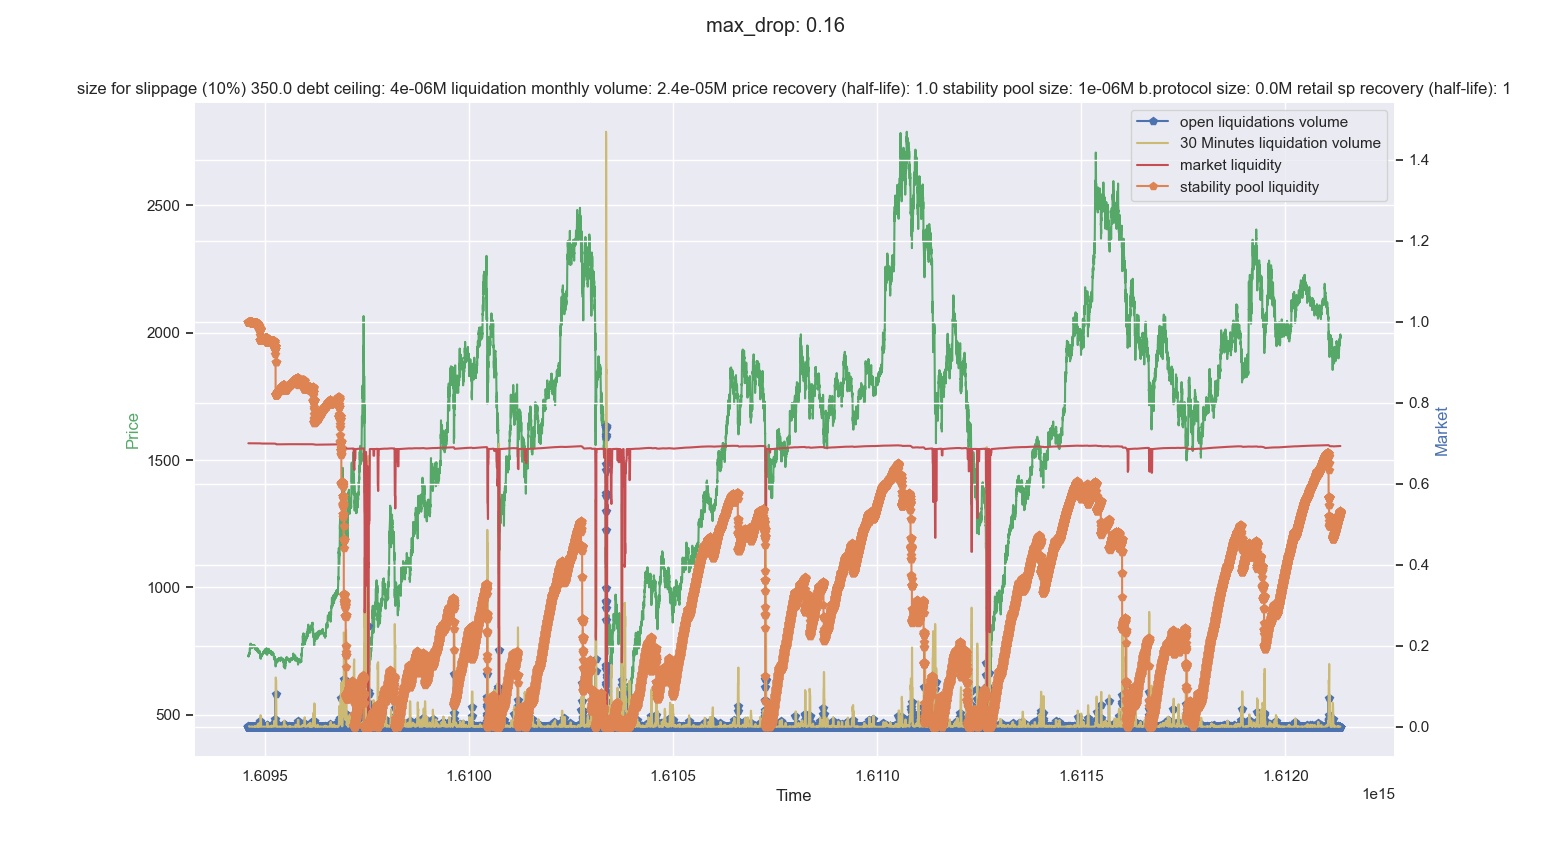 max_drop: 0.16
size for slippage (10%) 350.0 debt ceiling: 4e-06M liquidation monthly volume: 2.4e-05M price recovery (half-life): 1.0 stability pool size: 1e-06M b.protocol size: 0.0M retail sp recovery (half-life): 1
open liquidations volume
30 Minutes liquidation volume
market liquidity
stability pool liquidity
2500
2000
1500
1000
500
Price
1.4
1.2
1.0
0.8
0.6
0.4
0.2
0.0
Market
1.6095
1.6100
1.6105
1.6110
1.6115
1.6120
1e15
Time